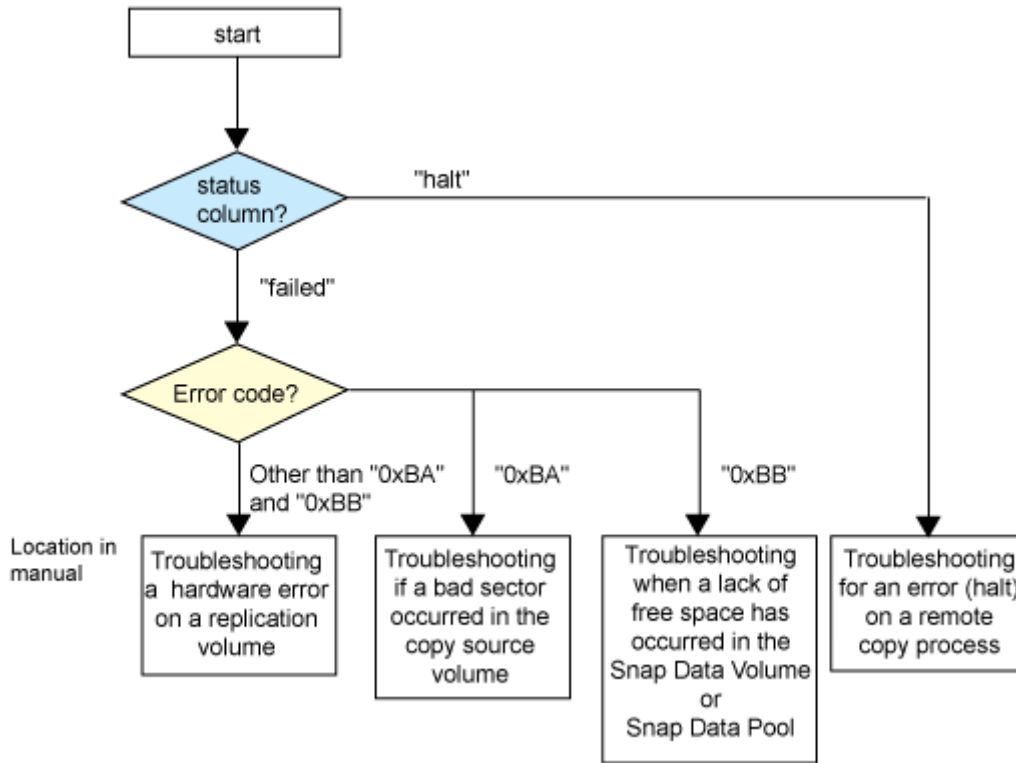 start
status
column?
"halt"
"failed"
Error code?
Other than "0xBA"
and "0xBB"
"0xBA"
"0xBB"
Location in
manual
Troubleshooting
a hardware error
on a replication
volume
Troubleshooting
if a bad sector
occurred in the
copy source
volume
Troubleshooting
when a lack of
free space has
occurred in the
Snap Data Volume
or
Snap Data Pool
Troubleshooting
for an error (halt)
on a remote
copy process